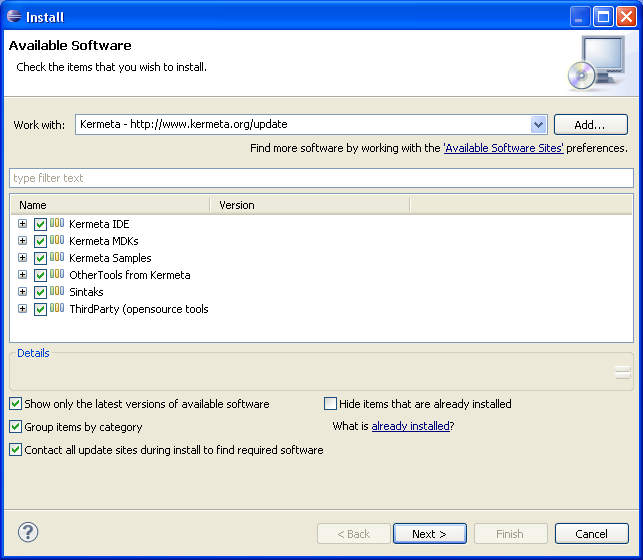 Install
Available Software
Check the items that you wish to install.
Work with: Kermeta - http://www.kermeta.org/update Add...
Find more software by working with the 'Available Software Sites' preferences.
type filter text
Name Version
Kermeta IDE
Kermeta MDKs
Kermeta Samples
OtherTools from Kermeta
Sintaks
ThirdParty (opensource tools
Details
Show only the latest versions of available software Hide items that are already installed
Group items by category What is already installed?
Contact all update sites during install to find required software
? < Back Next > Finish Cancel